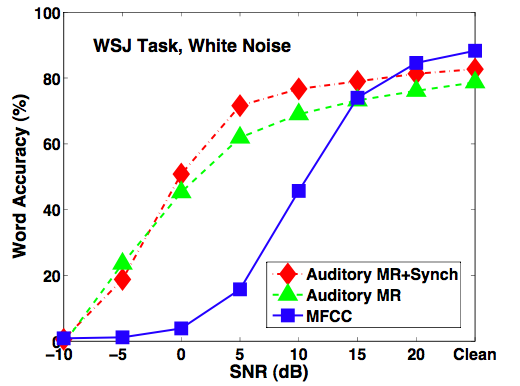 100
80
60
40
20
0
WSJ Task, White Noise
Word Accuracy (%)
Auditory MR+Synch
Auditory MR
MFCC
−10 −5 0 5 10 15 20 Clean
SNR (dB)